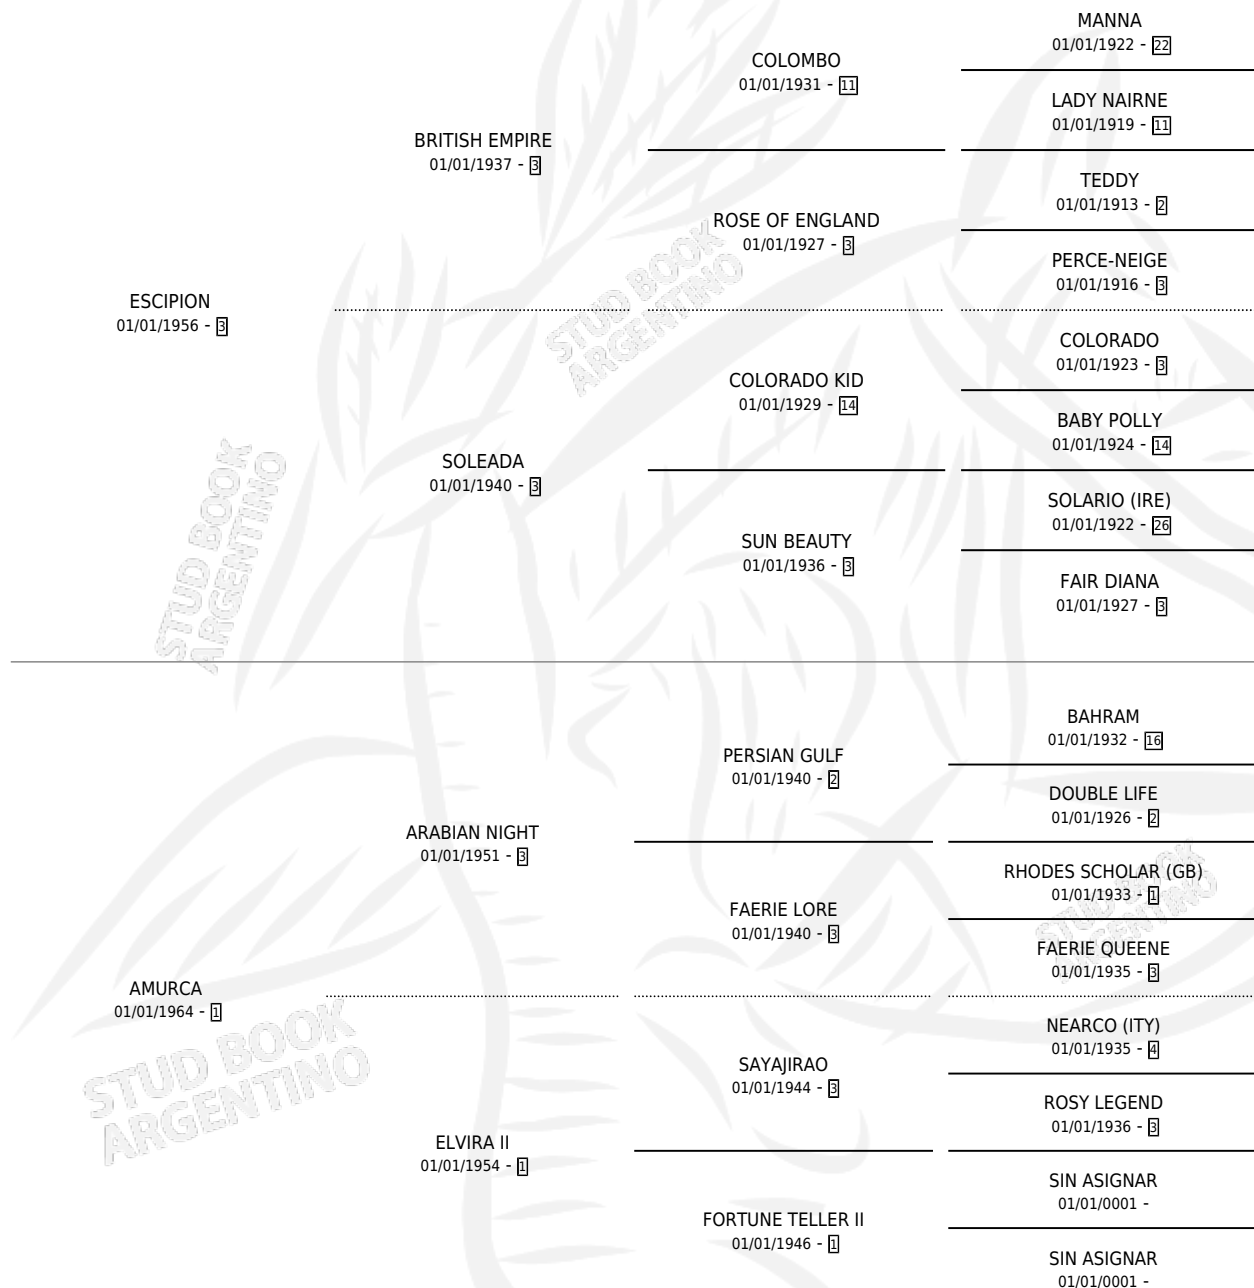 MANNA
01/01/1922 - 22
COLOMBO
01/01/1931 - 11
LADY NAIRNE
01/01/1919 - 11
BRITISH EMPIRE
01/01/1937 - 3
TEDDY
01/01/1913 - 2
ROSE OF ENGLAND
01/01/1927 - 3
PERCE-NEIGE
01/01/1916 - 3
ESCIPION
01/01/1956 - 3
STUD BOOK
ARGENTINO
COLORADO
01/01/1923 - 3
COLORADO KID
01/01/1929 - 14
BABY POLLY
01/01/1924 - 14
SOLEADA
01/01/1940 - 3
SOLARIO (IRE)
01/01/1922 - 26
SUN BEAUTY
01/01/1936 - 3
FAIR DIANA
01/01/1927 - 3
STUD BOOK
ARGENTINO
BAHRAM
01/01/1932 - 16
PERSIAN GULF
01/01/1940 - 2
DOUBLE LIFE
01/01/1926 - 2
ARABIAN NIGHT
01/01/1951 - 3
RHODES SCHOLAR (GB)
01/01/1933 - 1
FAERIE LORE
01/01/1940 - 3
STUD BOOK
ARGENTINO
FAERIE QUEENE
01/01/1935 - 3
AMURCA
01/01/1964 - 1
NEARCO (ITY)
01/01/1935 - 4
SAYAJIRAO
01/01/1944 - 3
STUD BOOK
ARGENTINO
ROSY LEGEND
01/01/1936 - 3
ELVIRA II
01/01/1954 - 1
SIN ASIGNAR
01/01/0001 -
FORTUNE TELLER II
01/01/1946 - 1
SIN ASIGNAR
01/01/0001 -